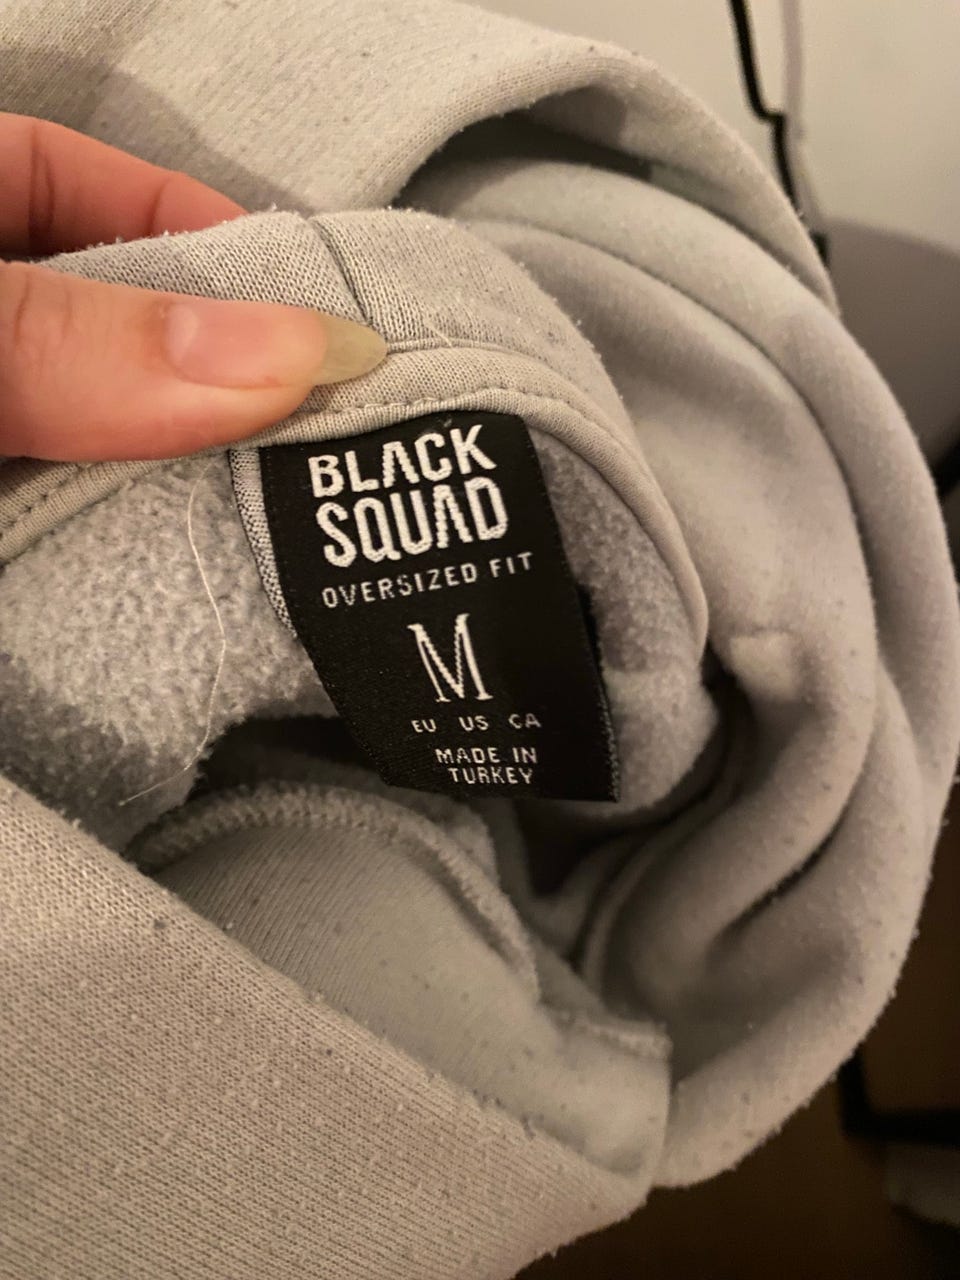 BLACK
SQUAD
OVERSIZED FIT
M
EU US CA
MADE IN
TURKEY